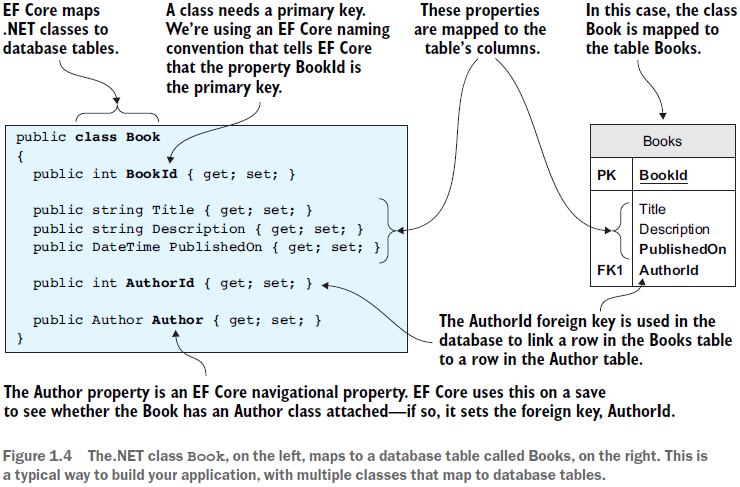 EF Core maps
.NET classes to
database tables.
A class needs a primary key.
We're using an EF Core naming
convention that tells EF Core
that the property BookId is
the primary key.
These properties
are mapped to the
table's columns.
In this case, the class
Book is mapped to
the table Books.
public class Book
{
public int BookId { get; set; }
public string Title { get; set; }
public string Description { get; set; }
public DateTime PublishedOn { get; set; }
public int AuthorId { get; set; }
public Author Author { get; set; }
}
Books
PK BookId
Title
Description
PublishedOn
FK1 AuthorId
The AuthorId foreign key is used in the
database to link a row in the Books table
to a row in the Author table.
The Author property is an EF Core navigational property. EF Core uses this on a save
to see whether the Book has an Author class attached—if so, it sets the foreign key, AuthorId.
Figure 1.4 The.NET class Book, on the left, maps to a database table called Books, on the right. This is
a typical way to build your application, with multiple classes that map to database tables.